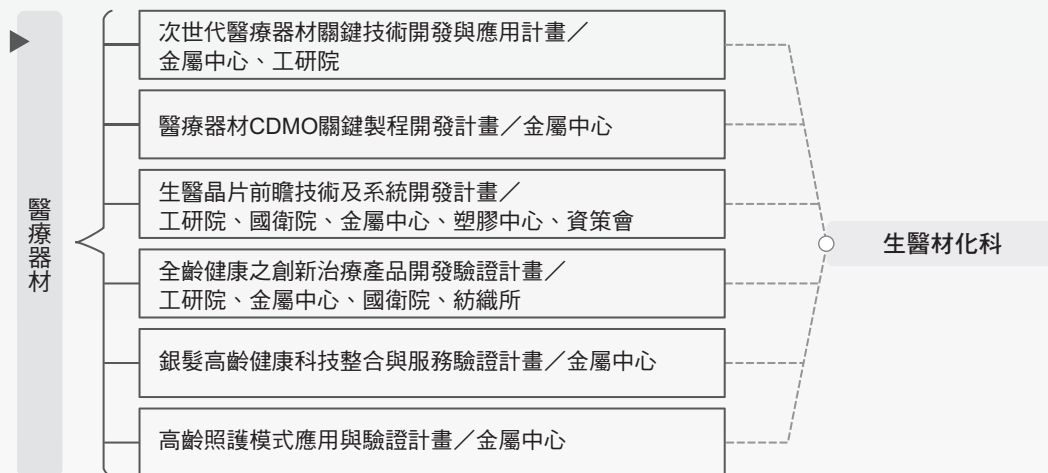 醫療器材
次世代醫療器材關鍵技術開發與應用計畫／
金屬中心、工研院
醫療器材CDMO關鍵製程開發計畫／金屬中心
生醫晶片前瞻技術及系統開發計畫／
工研院、國衛院、金屬中心、塑膠中心、資策會
全齡健康之創新治療產品開發驗證計畫／
工研院、金屬中心、國衛院、紡織所
銀髮高齡健康科技整合與服務驗證計畫／金屬中心
高齡照護模式應用與驗證計畫／金屬中心
生醫材化科